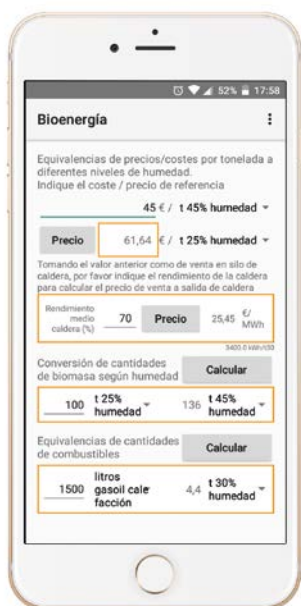 52% 17:58
Bioenergía
Equivalencias de precios/costes por tonelada a
diferentes niveles de humedad.
Indique el coste / precio de referencia
45 € / t 45% humedad
Precio 61,64 € / t 25% humedad
Tomando el valor anterior como de venta en silo de
caldera, por favor indique el rendimiento de la caldera
para calcular el precio de venta a salida de caldera
Rendimiento
medio
caldera (%)
70 Precio 25,45 €/
MWh
Conversión de cantidades
de biomasa según humedad
Calcular
100 t 25%
humedad
136 t 45%
humedad
Equivalencias de cantidades
de combustibles
Calcular
1500 litros
gasoil cale
facción
4,4 t 30%
humedad